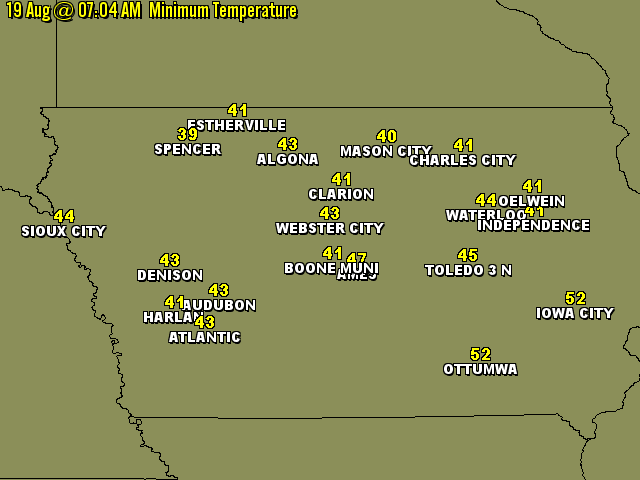 19 Aug @ 07:04 AM Minimum Temperature
41
ESTHERVILLE
39
SPENCER
43
ALGONA
40
MASON CITY
41
CHARLES CITY
41
CLARION
41
OELWEIN
44
WATERLOO
41
INDEPENDENCE
44
SIOUX CITY
43
WEBSTER CITY
41
BOONE MUNI
47
AMES
45
TOLEDO 3 N
43
DENISON
43
AUDUBON
41
HARLAN
43
ATLANTIC
52
IOWA CITY
52
OTTUMWA